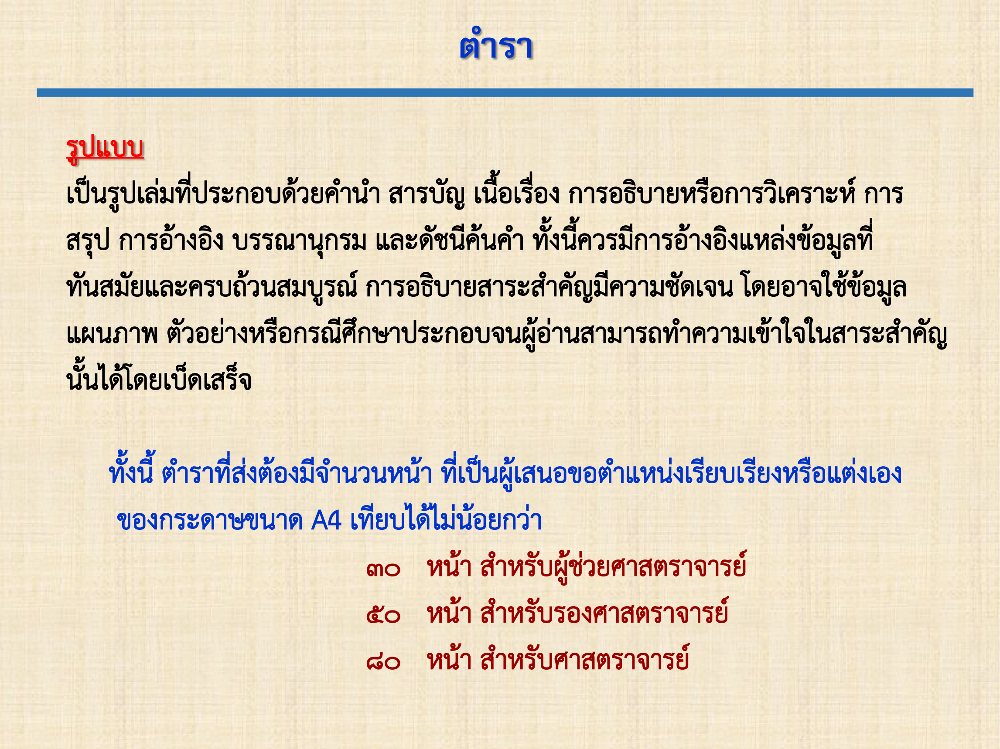 ตำรา
รูปแบบ
เป็นรูปเล่มที่ประกอบด้วยคำนำ สารบัญ เนื้อเรื่อง การอธิบายหรือการวิเคราะห์ การ
สรุป การอ้างอิง บรรณานุกรม และดัชนีค้นคำ ทั้งนี้ควรมีการอ้างอิงแหล่งข้อมูลที่
ทันสมัยและครบถ้วนสมบูรณ์ การอธิบายสาระสำคัญมีความชัดเจน โดยอาจใช้ข้อมูล
แผนภาพ ตัวอย่างหรือกรณีศึกษาประกอบจนผู้อ่านสามารถทำความเข้าใจในสาระสำคัญ
นั้นได้โดยเบ็ดเสร็จ
ทั้งนี้ ตำราที่ส่งต้องมีจำนวนหน้า ที่เป็นผู้เสนอขอตำแหน่งเรียบเรียงหรือแต่งเอง
ของกระดาษขนาด A4 เทียบได้ไม่น้อยกว่า
๓๐ หน้า สำหรับผู้ช่วยศาสตราจารย์
๕๐ หน้า สำหรับรองศาสตราจารย์
๘๐ หน้า สำหรับศาสตราจารย์